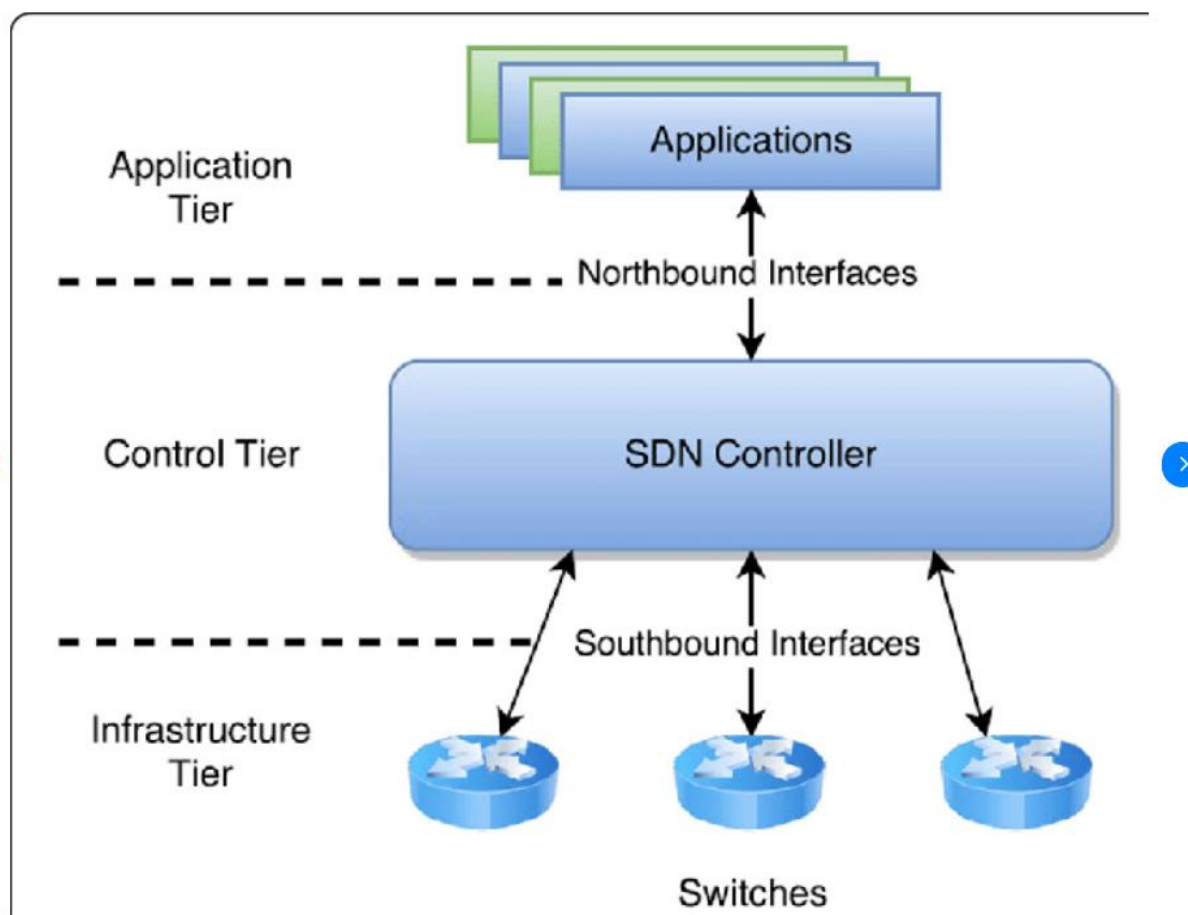 Applications
Application
Tier
Northbound Interfaces
Control Tier
SDN Controller
Southbound Interfaces
Infrastructure
Tier
Switches